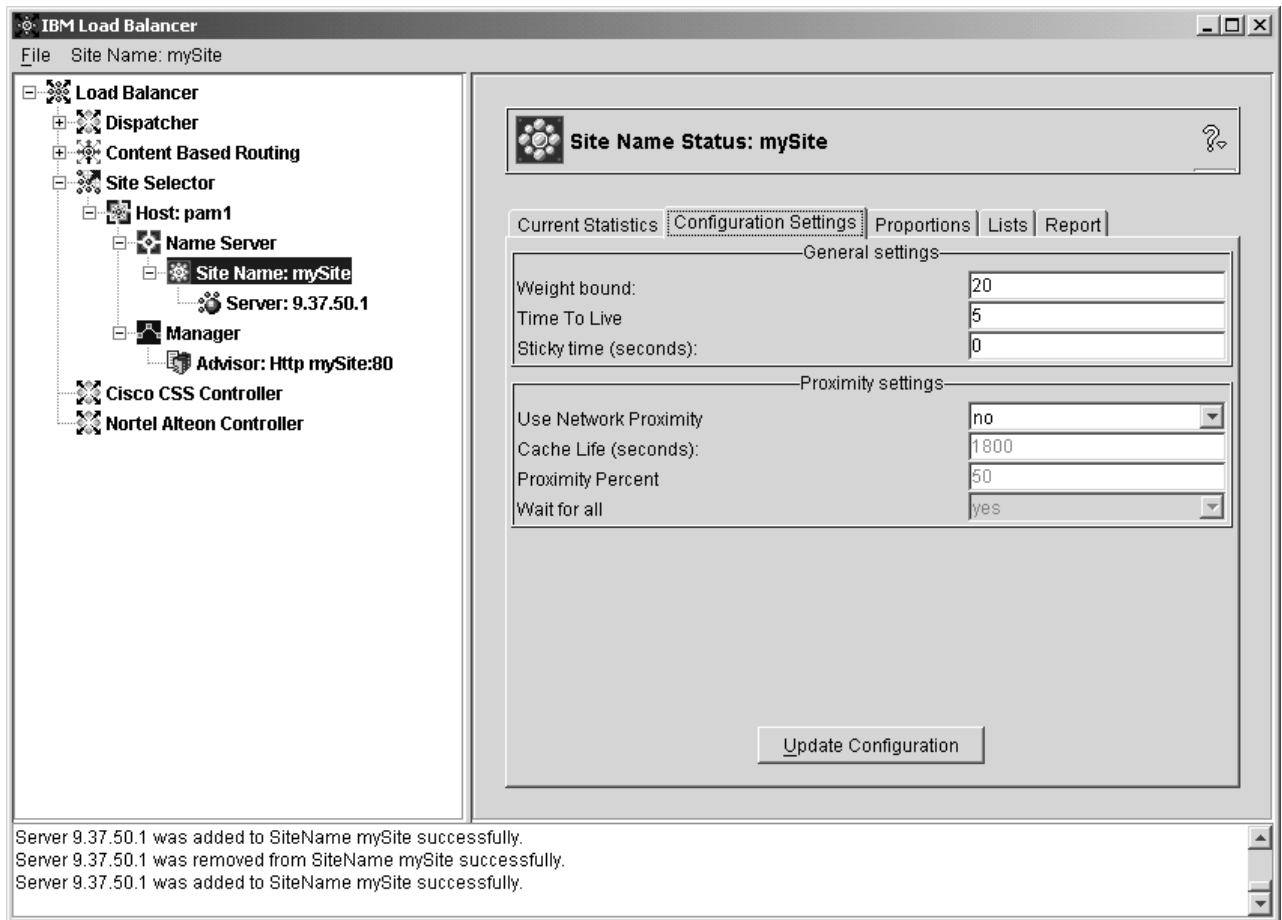 IBM Load Balancer
File Site Name: mySite
Load Balancer
Dispatcher
Content Based Routing
Site Selector
Host: pam1
Name Server
Site Name: mySite
Server: 9.37.50.1
Manager
Advisor: Http mySite:80
Cisco CSS Controller
Nortel Alteon Controller
Site Name Status: mySite
?
Current Statistics Configuration Settings Proportions Lists Report
General settings
Weight bound: 20
Time To Live 5
Sticky time (seconds): 0
Proximity settings
Use Network Proximity no
Cache Life (seconds): 1800
Proximity Percent 50
Wait for all yes
Update Configuration
Server 9.37.50.1 was added to SiteName mySite successfully.
Server 9.37.50.1 was removed from SiteName mySite successfully.
Server 9.37.50.1 was added to SiteName mySite successfully.